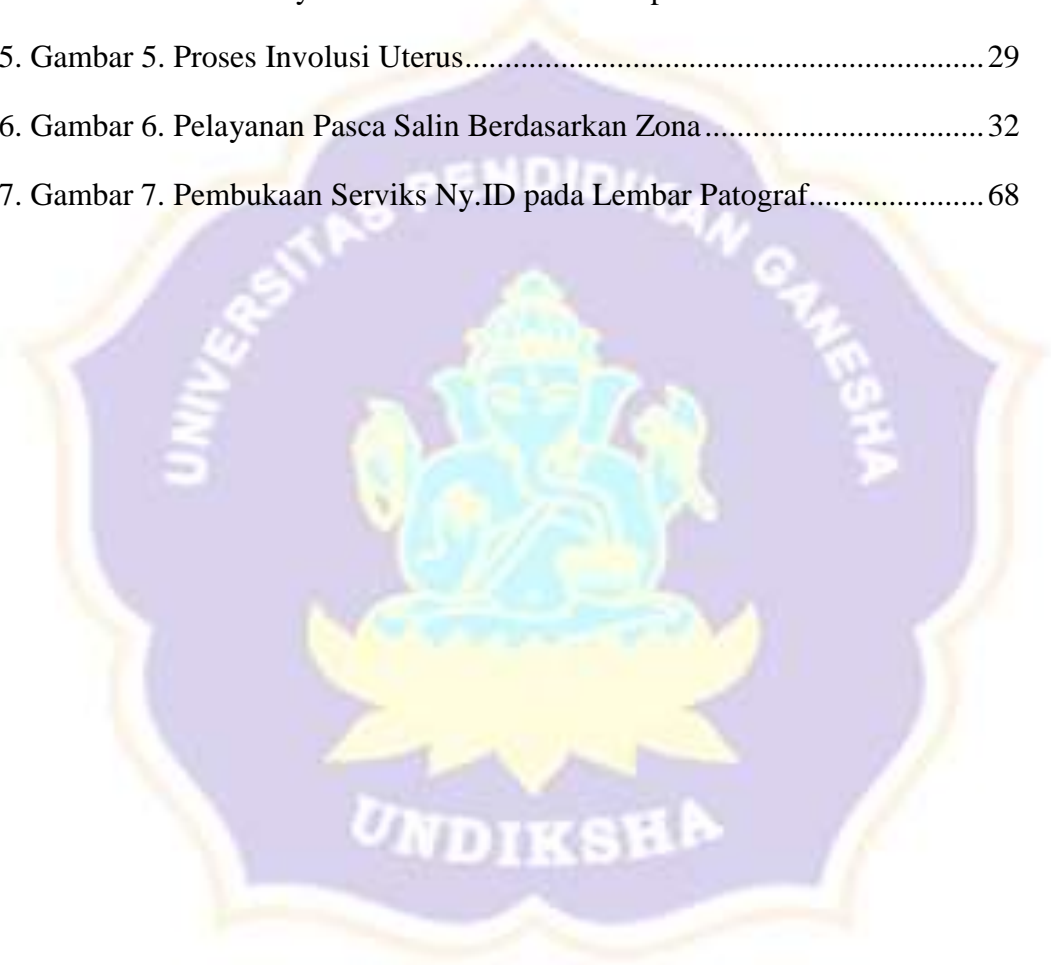 5. Gambar 5. Proses Involusi Uterus.......................................................................29
6. Gambar 6. Pelayanan Pasca Salin Berdasarkan Zona..................................32
7. Gambar 7. Pembukaan Serviks Ny.ID pada Lembar Patograf.....................68
UNIVERSITAS PENDIDIKAN GANESHA
UNDIKSHA